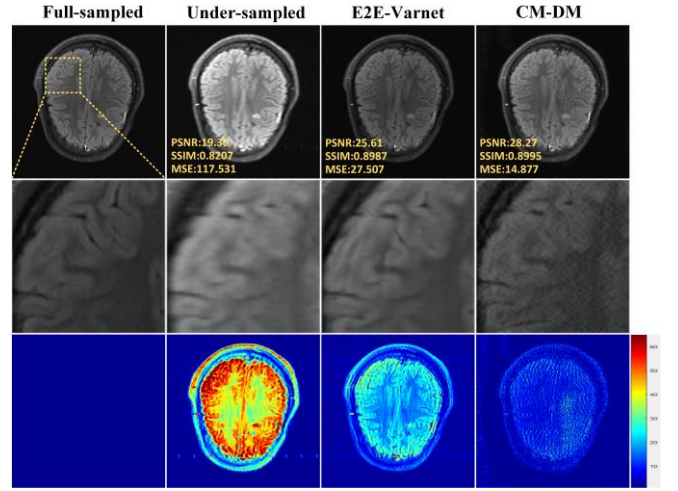 Full-sampled Under-sampled E2E-Varnet CM-DM
PSNR:19.38 PSNR:25.61 PSNR:28.27
SSIM:0.8207 SSIM:0.8987 SSIM:0.8995
MSE:117.531 MSE:27.507 MSE:14.877
60
50
40
30
20
10